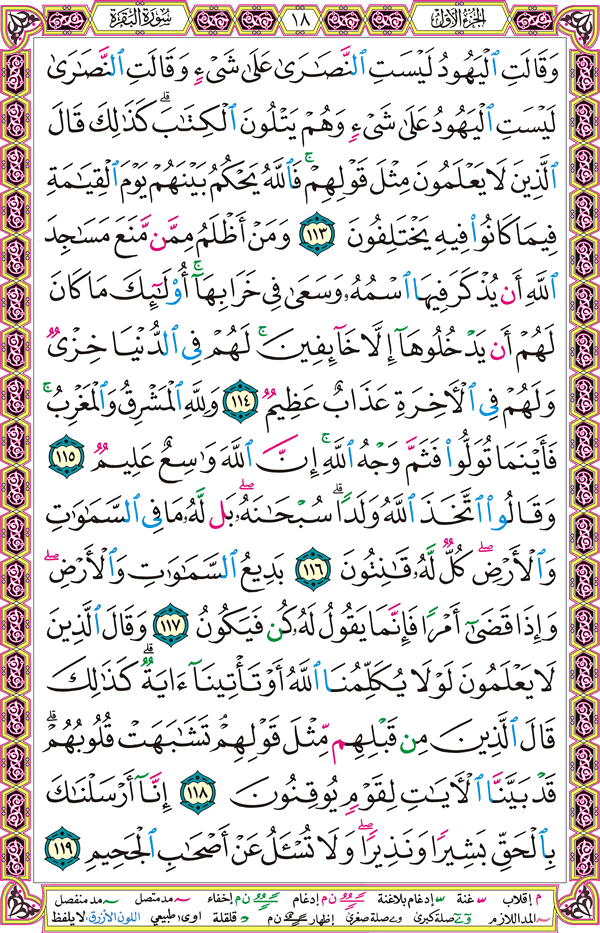 الجزء الأول ١٨ سورة البقرة
وَقَالَتِ ٱلۡيَهُودُ لَيۡسَتِ ٱلنَّصَٰرَىٰ عَلَىٰ شَىۡءٍ وَقَالَتِ ٱلنَّصَٰرَىٰ
لَيۡسَتِ ٱلۡيَهُودُ عَلَىٰ شَىۡءٍ وَهُمۡ يَتۡلُونَ ٱلۡكِتَٰبَۗ كَذَٰلِكَ قَالَ
ٱلَّذِينَ لَا يَعۡلَمُونَ مِثۡلَ قَوۡلِهِمۡۚ فَٱللَّهُ يَحۡكُمُ بَيۡنَهُمۡ يَوۡمَ ٱلۡقِيَٰمَةِ
فِيمَا كَانُواْ فِيهِ يَخۡتَلِفُونَ ١١٣ وَمَنۡ أَظۡلَمُ مِمَّن مَّنَعَ مَسَٰجِدَ
ٱللَّهِ أَن يُذۡكَرَ فِيهَا ٱسۡمُهُۥ وَسَعَىٰ فِى خَرَابِهَآۚ أُوْلَٰٓئِكَ مَا كَانَ
لَهُمۡ أَن يَدۡخُلُوهَآ إِلَّا خَآئِفِينَۚ لَهُمۡ فِى ٱلدُّنۡيَا خِزۡىٌ
وَلَهُمۡ فِى ٱلۡأٓخِرَةِ عَذَابٌ عَظِيمٌ ١١٤ وَلِلَّهِ ٱلۡمَشۡرِقُ وَٱلۡمَغۡرِبُۚ
فَأَيۡنَمَا تُوَلُّواْ فَثَمَّ وَجۡهُ ٱللَّهِۚ إِنَّ ٱللَّهَ وَٰسِعٌ عَلِيمٌ ١١٥
وَقَالُواْ ٱتَّخَذَ ٱللَّهُ وَلَدًاۗ سُبۡحَٰنَهُۥۖ بَل لَّهُۥ مَا فِى ٱلسَّمَٰوَٰتِ
وَٱلۡأَرۡضِۖ كُلٌّ لَّهُۥ قَٰنِتُونَ ١١٦ بَدِيعُ ٱلسَّمَٰوَٰتِ وَٱلۡأَرۡضِۖ
وَإِذَا قَضَىٰٓ أَمۡرًا فَإِنَّمَا يَقُولُ لَهُۥ كُن فَيَكُونُ ١١٧ وَقَالَ ٱلَّذِينَ
لَا يَعۡلَمُونَ لَوۡلَا يُكَلِّمُنَا ٱللَّهُ أَوۡ تَأۡتِينَآ ءَايَةٌۗ كَذَٰلِكَ
قَالَ ٱلَّذِينَ مِن قَبۡلِهِم مِّثۡلَ قَوۡلِهِمۡۘ تَشَٰبَهَتۡ قُلُوبُهُمۡۗ
قَدۡ بَيَّنَّا ٱلۡأٓيَٰتِ لِقَوۡمٍ يُوقِنُونَ ١١٨ إِنَّآ أَرۡسَلۡنَٰكَ
بِٱلۡحَقِّ بَشِيرًا وَنَذِيرًاۖ وَلَا تُسۡـَٔلُ عَنۡ أَصۡحَٰبِ ٱلۡجَحِيمِ ١١٩
م إقلاب غنة إدغام بلاغنة ن م إدغام ن م إخفاء مد متصل مد منفصل
المد اللازم صلة كبرى صلة صغرى إظهار ن م قلقلة اوى؛ طبيعي اللون الأزرق: لا يلفظ